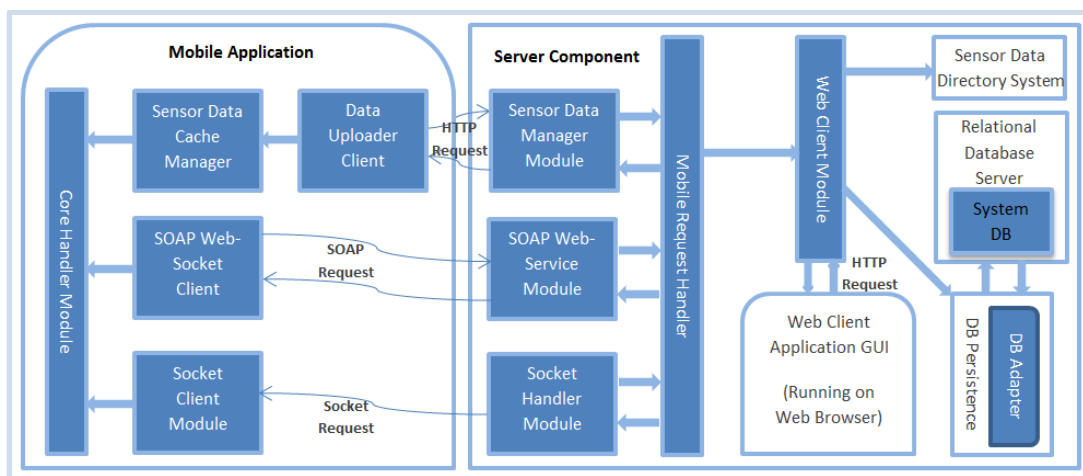 Mobile Application
Core Handler Module
Sensor Data
Cache
Manager
Data
Uploader
Client
HTTP
Request
SOAP Web-
Socket
Client
SOAP
Request
Socket
Client
Module
Socket
Request
Server Component
Sensor Data
Manager
Module
SOAP Web-
Service
Module
Socket
Handler
Module
Mobile Request Handler
Web Client Module
Sensor Data
Directory System
Relational
Database
Server
System
DB
HTTP
Request
Web Client
Application GUI
(Running on
Web Browser)
DB Persistence
DB Adapter